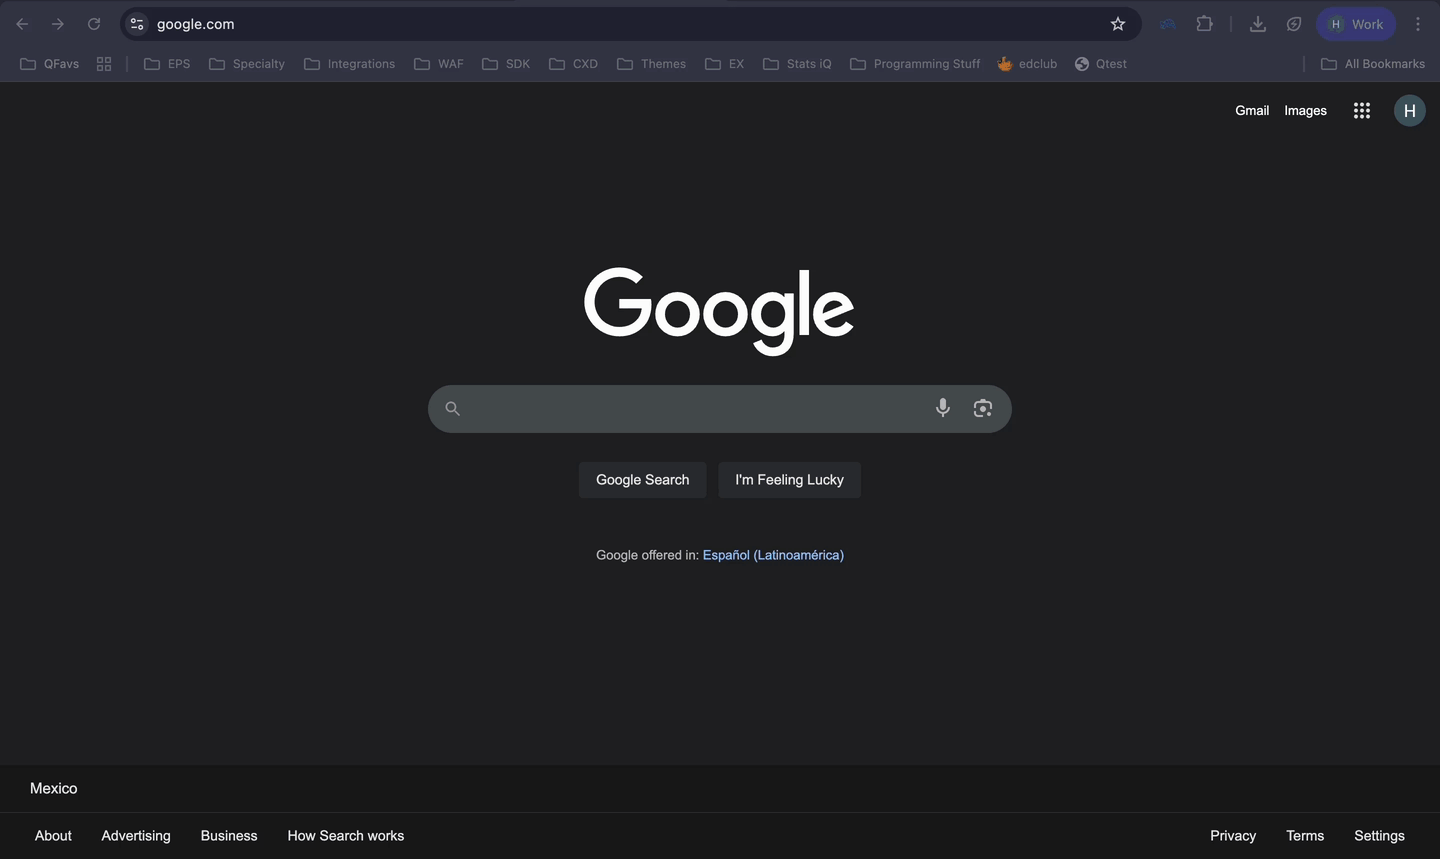 google.com
H Work
QFavs EPS Specialty Integrations WAF SDK CXD Themes EX Stats iQ Programming Stuff edclub Qtest All Bookmarks
Gmail Images H
Google
Google Search I'm Feeling Lucky
Google offered in: Español (Latinoamérica)
Mexico
About Advertising Business How Search works Privacy Terms Settings